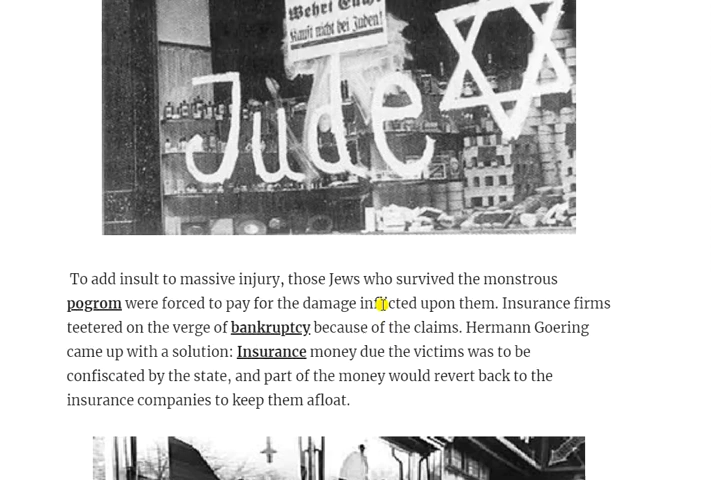 Wehrt Euch!
Kauft nicht bei Juden!
Jude
To add insult to massive injury, those Jews who survived the monstrous
pogrom were forced to pay for the damage inflicted upon them. Insurance firms
teetered on the verge of bankruptcy because of the claims. Hermann Goering
came up with a solution: Insurance money due the victims was to be
confiscated by the state, and part of the money would revert back to the
insurance companies to keep them afloat.